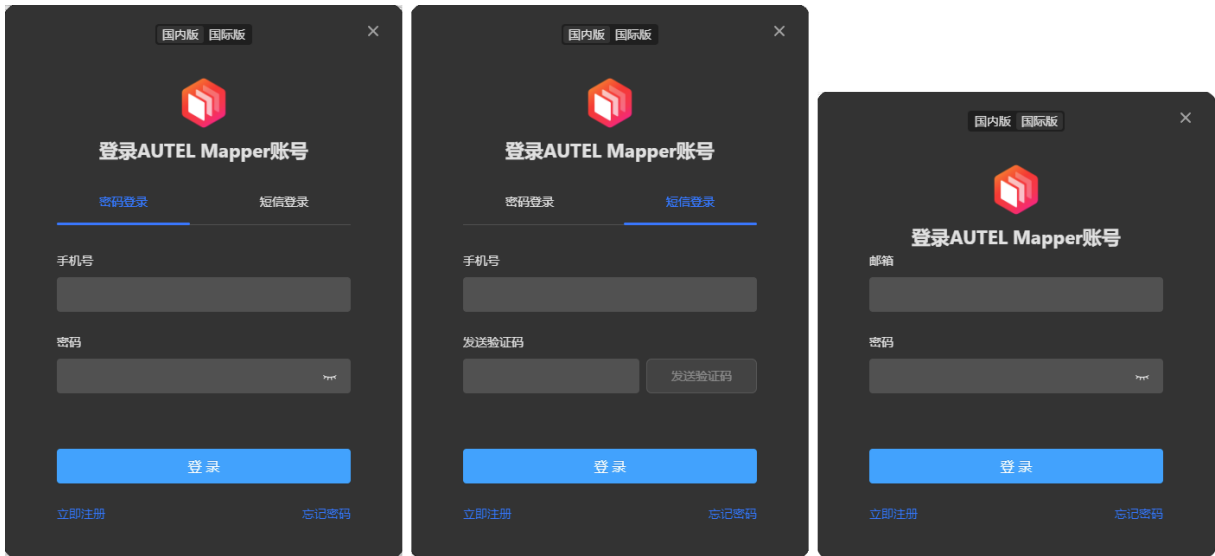 国内版 国际版
登录AUTEL Mapper账号
密码登录 短信登录
手机号
密码
登 录
立即注册 忘记密码
国内版 国际版
登录AUTEL Mapper账号
密码登录 短信登录
手机号
发送验证码
发送验证码
登 录
立即注册 忘记密码
国内版 国际版
登录AUTEL Mapper账号
邮箱
密码
登 录
立即注册 忘记密码